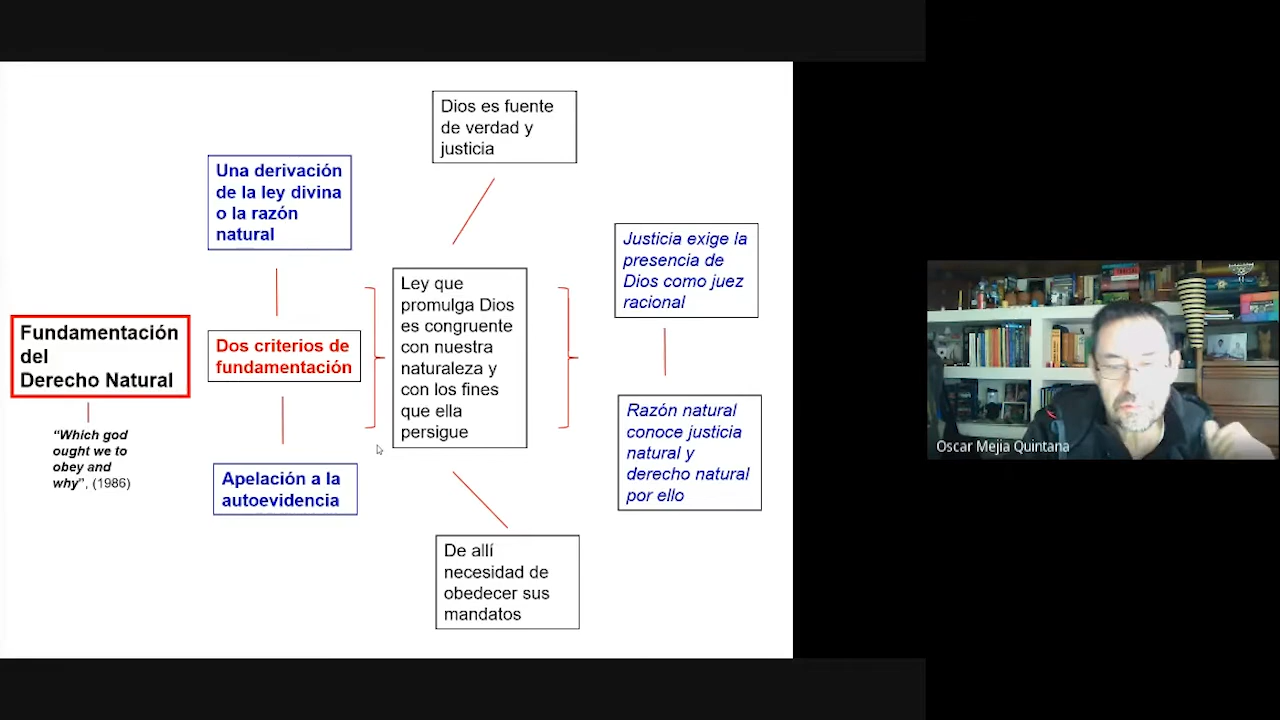 Fundamentación
del
Derecho Natural
“Which god
ought we to
obey and
why”, (1986)
Una derivación
de la ley divina
o la razón
natural
Dos criterios de
fundamentación
Apelación a la
autoevidencia
Dios es fuente
de verdad y
justicia
Ley que
promulga Dios
es congruente
con nuestra
naturaleza y
con los fines
que ella
persigue
De allí
necesidad de
obedecer sus
mandatos
Justicia exige la
presencia de
Dios como juez
racional
Razón natural
conoce justicia
natural y
derecho natural
por ello
Oscar Mejia Quintana